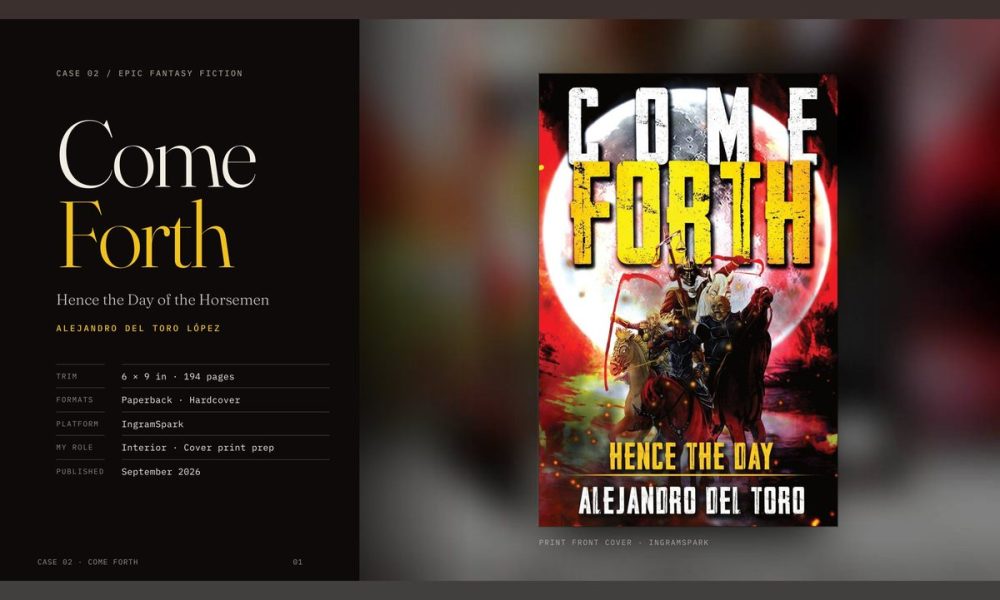 CASE 02 / EPIC FANTASY FICTION
Come
Forth
Hence the Day of the Horsemen
ALEJANDRO DEL TORO LÓPEZ
TRIM 6 × 9 in · 194 pages
FORMATS Paperback · Hardcover
PLATFORM IngramSpark
MY ROLE Interior · Cover print prep
PUBLISHED September 2026
CASE 02 · COME FORTH 01
COME
FORTH
HENCE THE DAY
ALEJANDRO DEL TORO
PRINT FRONT COVER · INGRAMSPARK